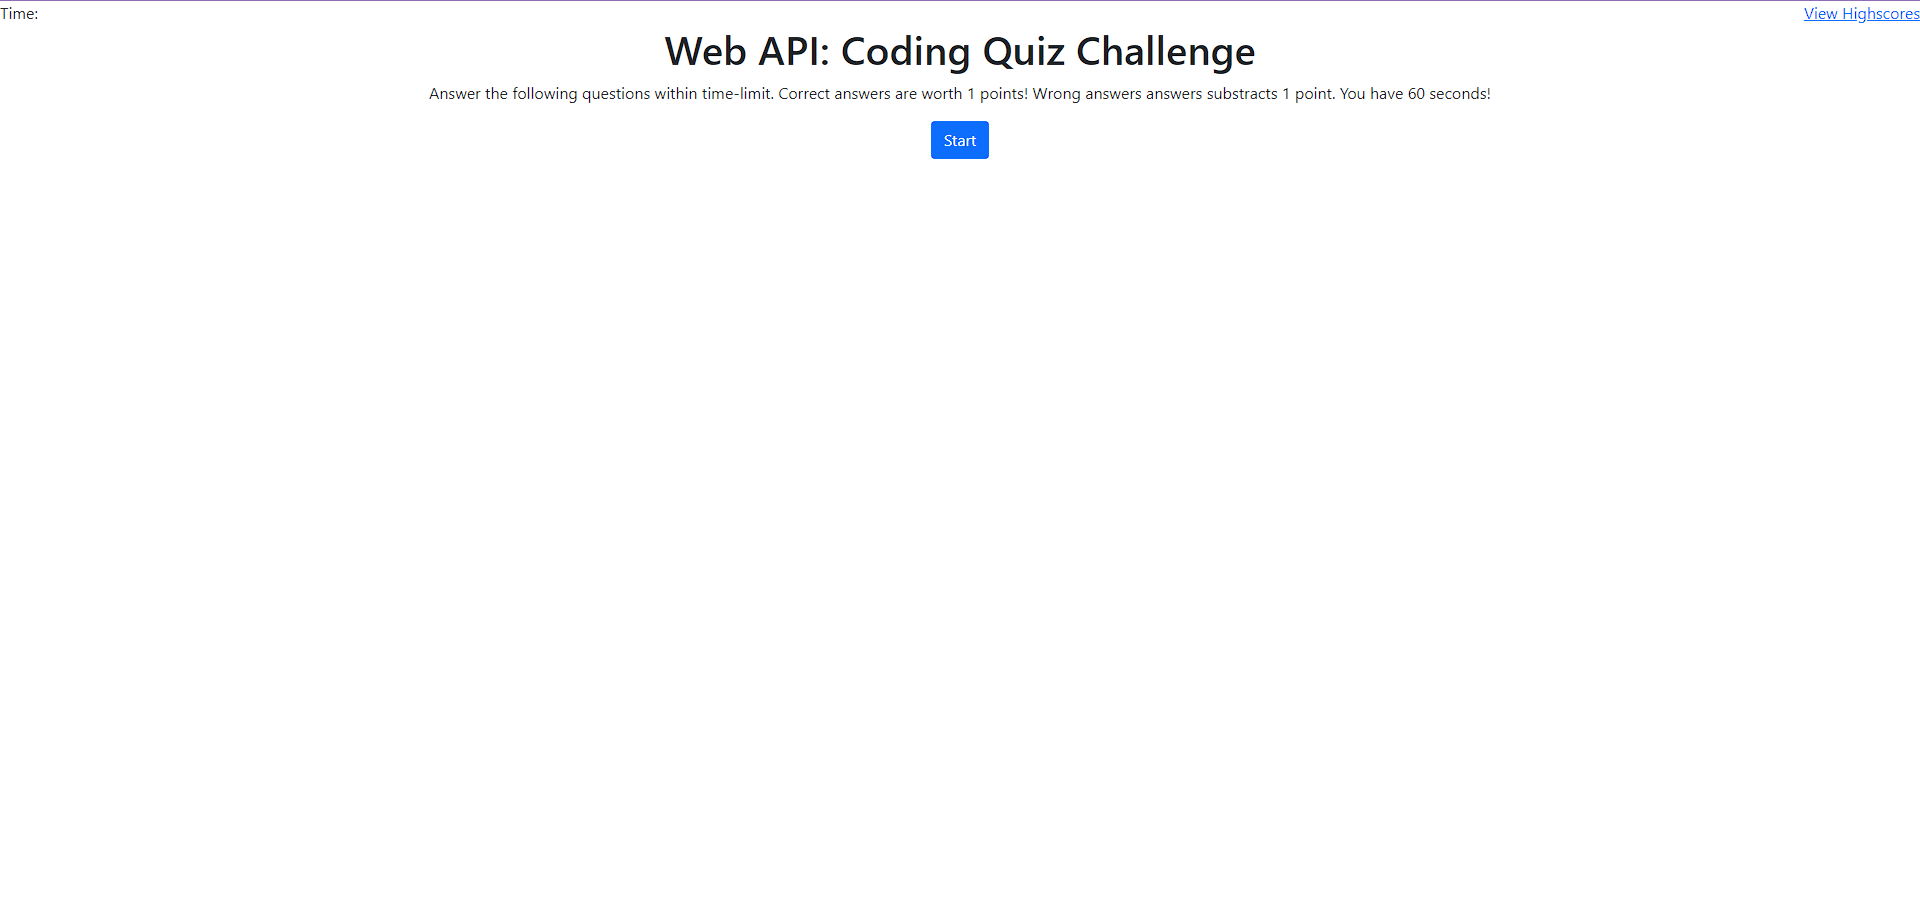 Time:
View Highscores
Web API: Coding Quiz Challenge
Answer the following questions within time-limit. Correct answers are worth 1 points! Wrong answers answers substracts 1 point. You have 60 seconds!
Start